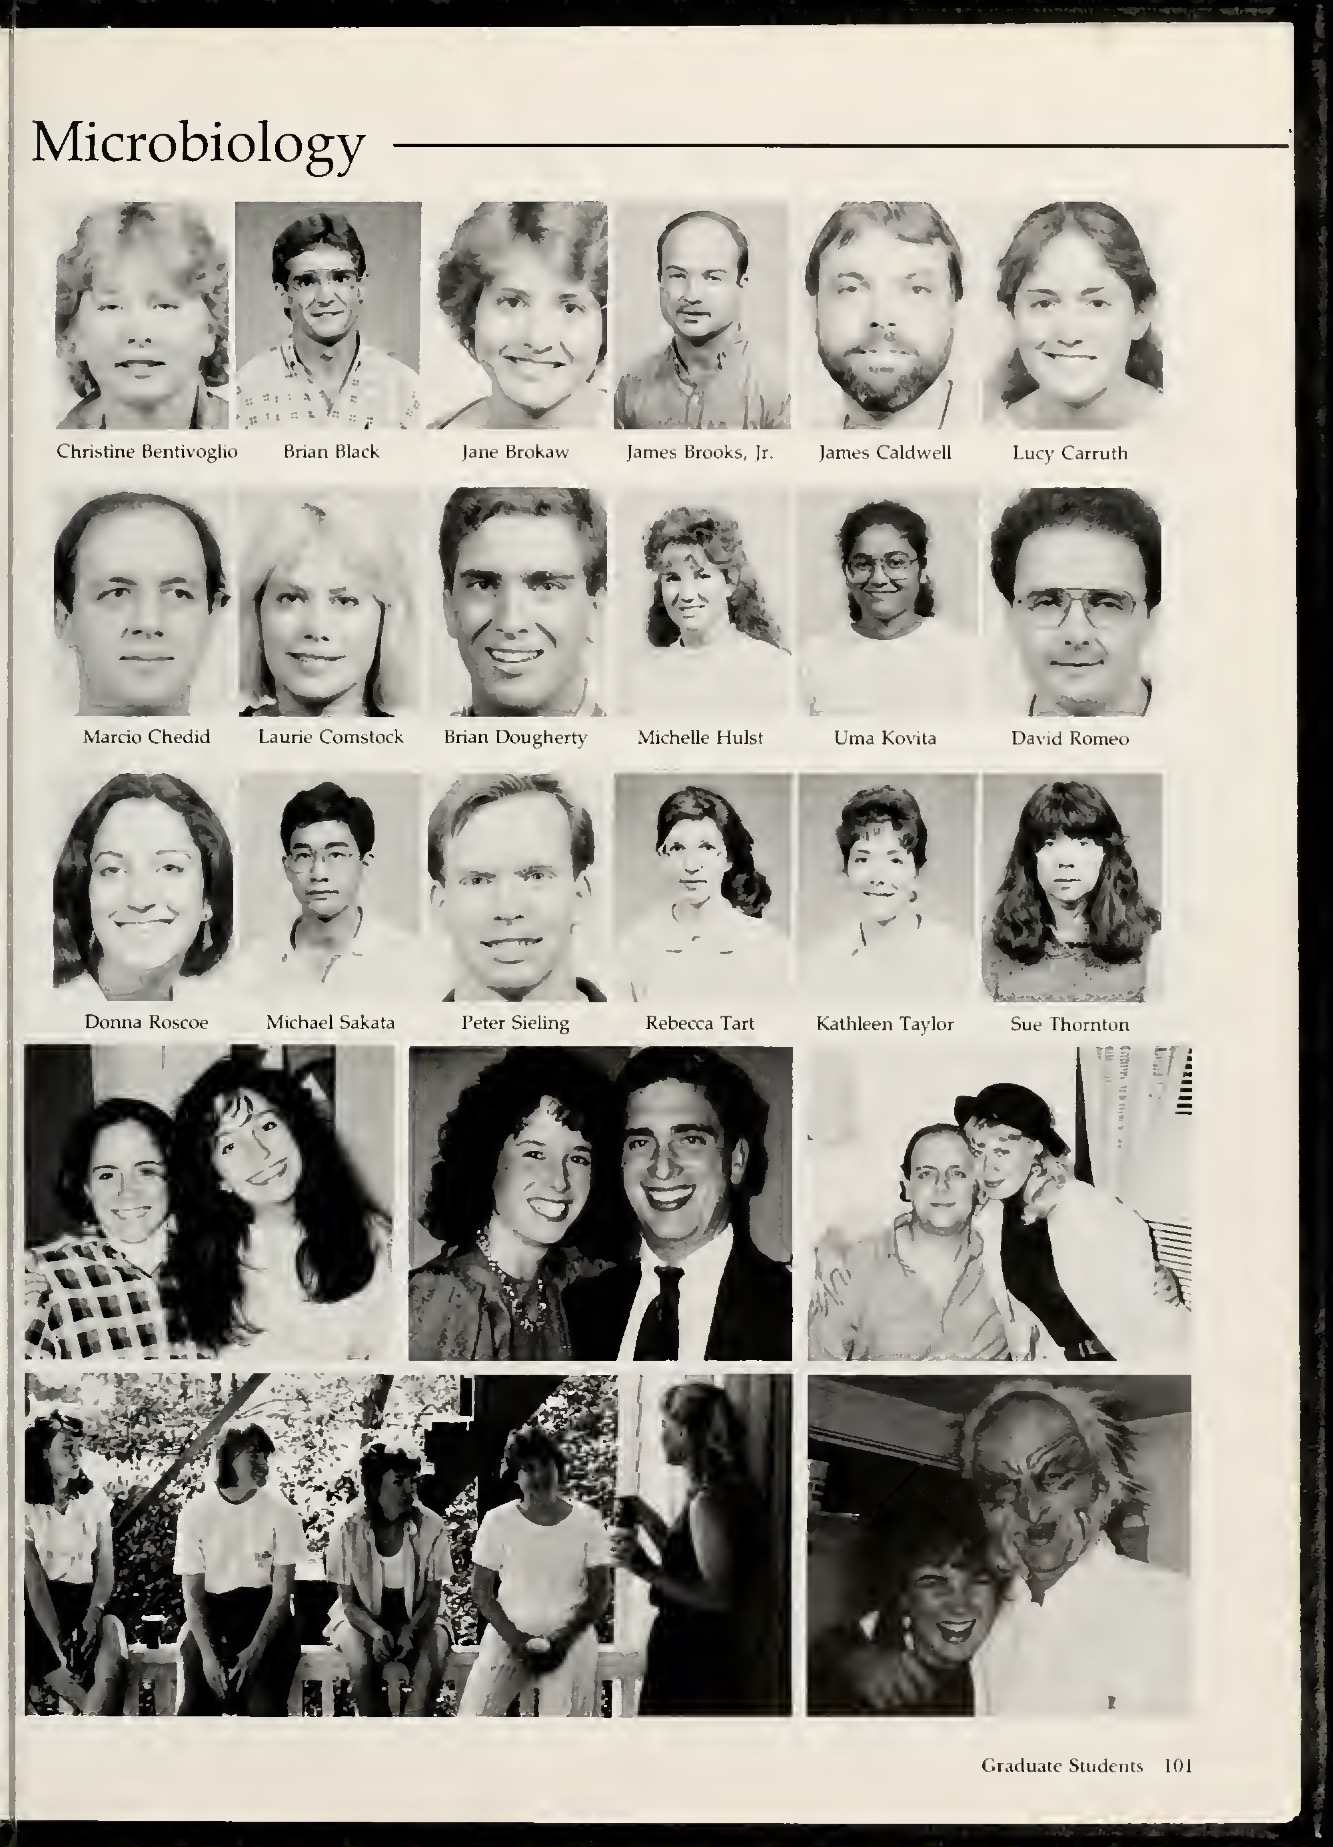 Microbiology
Christine Bentivoglio Brian Black Jane Brokaw James Brooks, Jr. James Caldwell Lucy Carruth
Marcio Chedid Laurie Comstock Brian Dougherty Michelle Hulst Uma Kovita David Romeo
Donna Roscoe Michael Sakata Peter Sieling Rebecca Tart Kathleen Taylor Sue Thornton
Graduate Students 101